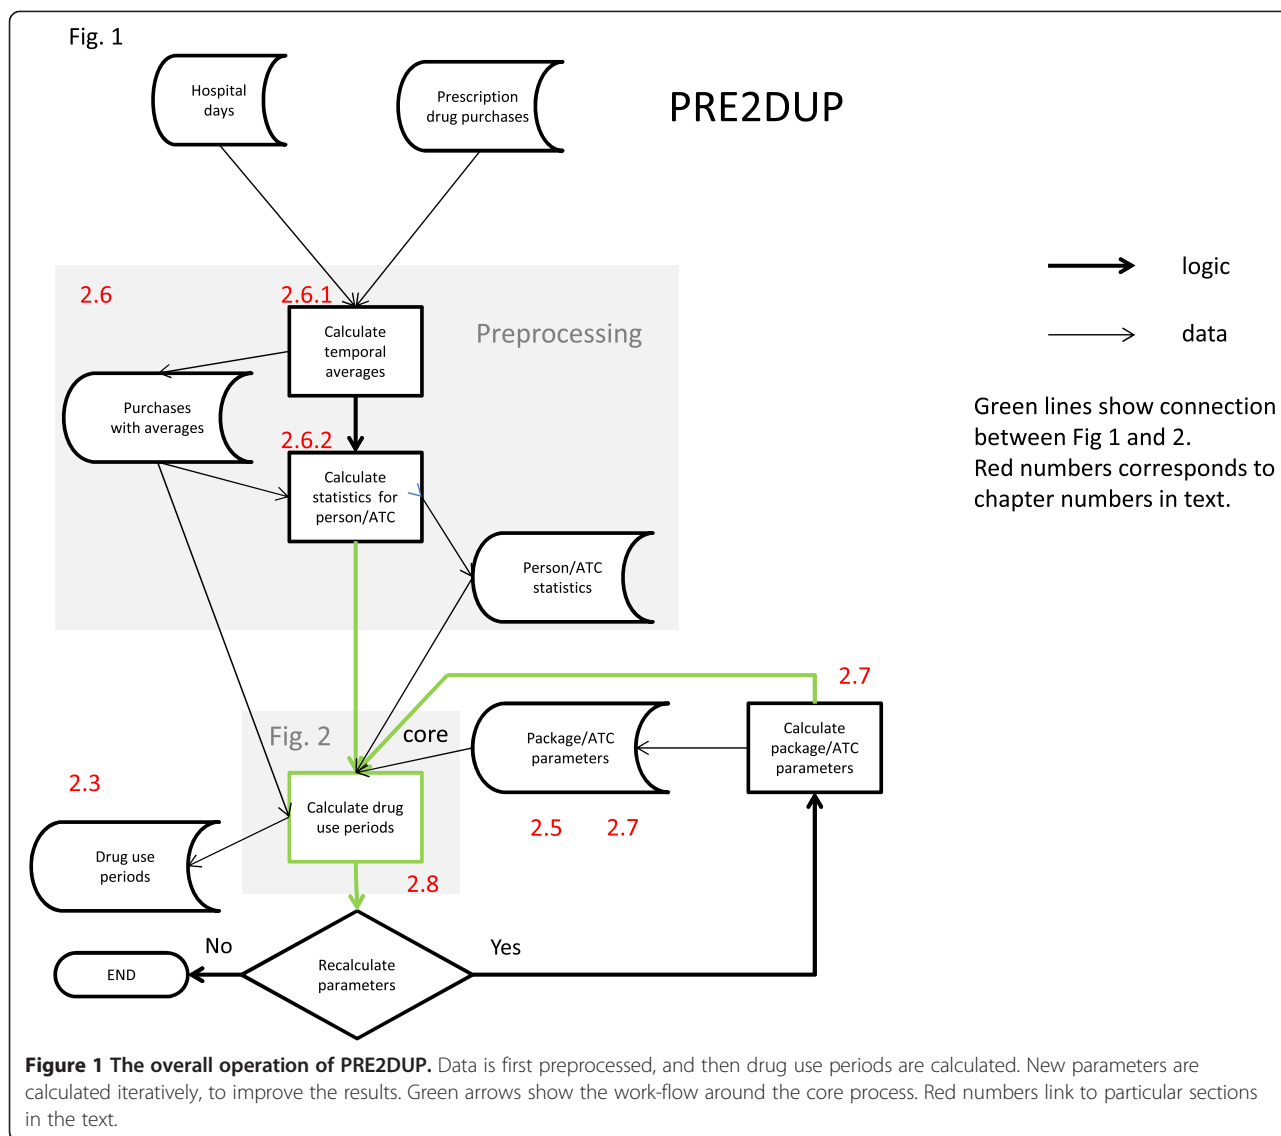 Fig. 1
Hospital
days
Prescription
drug purchases
PRE2DUP
logic
data
Green lines show connection
between Fig 1 and 2.
Red numbers corresponds to
chapter numbers in text.
2.6
2.6.1
Preprocessing
Calculate
temporal
averages
Purchases
with averages
2.6.2
Calculate
statistics for
person/ATC
Person/ATC
statistics
2.7
Fig. 2
core
Package/ATC
parameters
Calculate
package/ATC
parameters
2.3
Calculate drug
use periods
2.5
2.7
Drug use
periods
2.8
No
Yes
END
Recalculate
parameters
Figure 1 The overall operation of PRE2DUP. Data is first preprocessed, and then drug use periods are calculated. New parameters are
calculated iteratively, to improve the results. Green arrows show the work-flow around the core process. Red numbers link to particular sections
in the text.